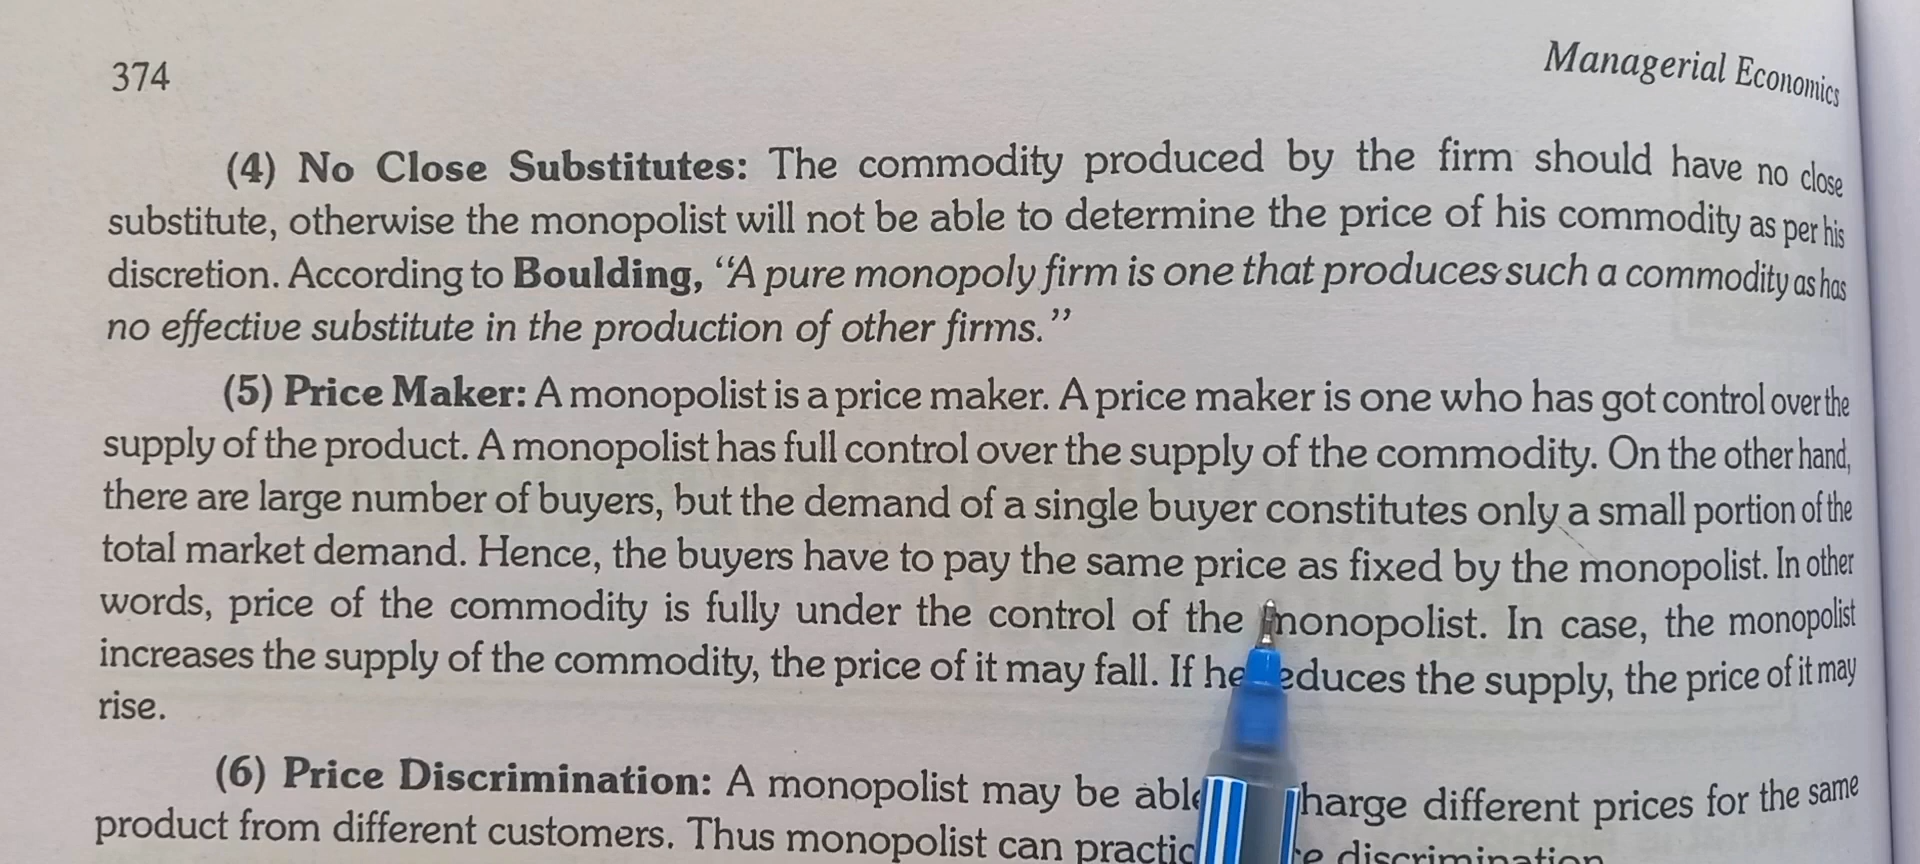 374
Managerial Economics
(4) No Close Substitutes: The commodity produced by the firm should have no close
substitute, otherwise the monopolist will not be able to determine the price of his commodity as per his
discretion. According to Boulding, “A pure monopoly firm is one that produces such a commodity as has
no effective substitute in the production of other firms.”
(5) Price Maker: A monopolist is a price maker. A price maker is one who has got control over the
supply of the product. A monopolist has full control over the supply of the commodity. On the other hand,
there are large number of buyers, but the demand of a single buyer constitutes only a small portion of the
total market demand. Hence, the buyers have to pay the same price as fixed by the monopolist. In other
words, price of the commodity is fully under the control of the monopolist. In case, the monopolist
increases the supply of the commodity, the price of it may fall. If he reduces the supply, the price of it may
rise.
(6) Price Discrimination: A monopolist may be able charge different prices for the same
product from different customers. Thus monopolist can discrimination